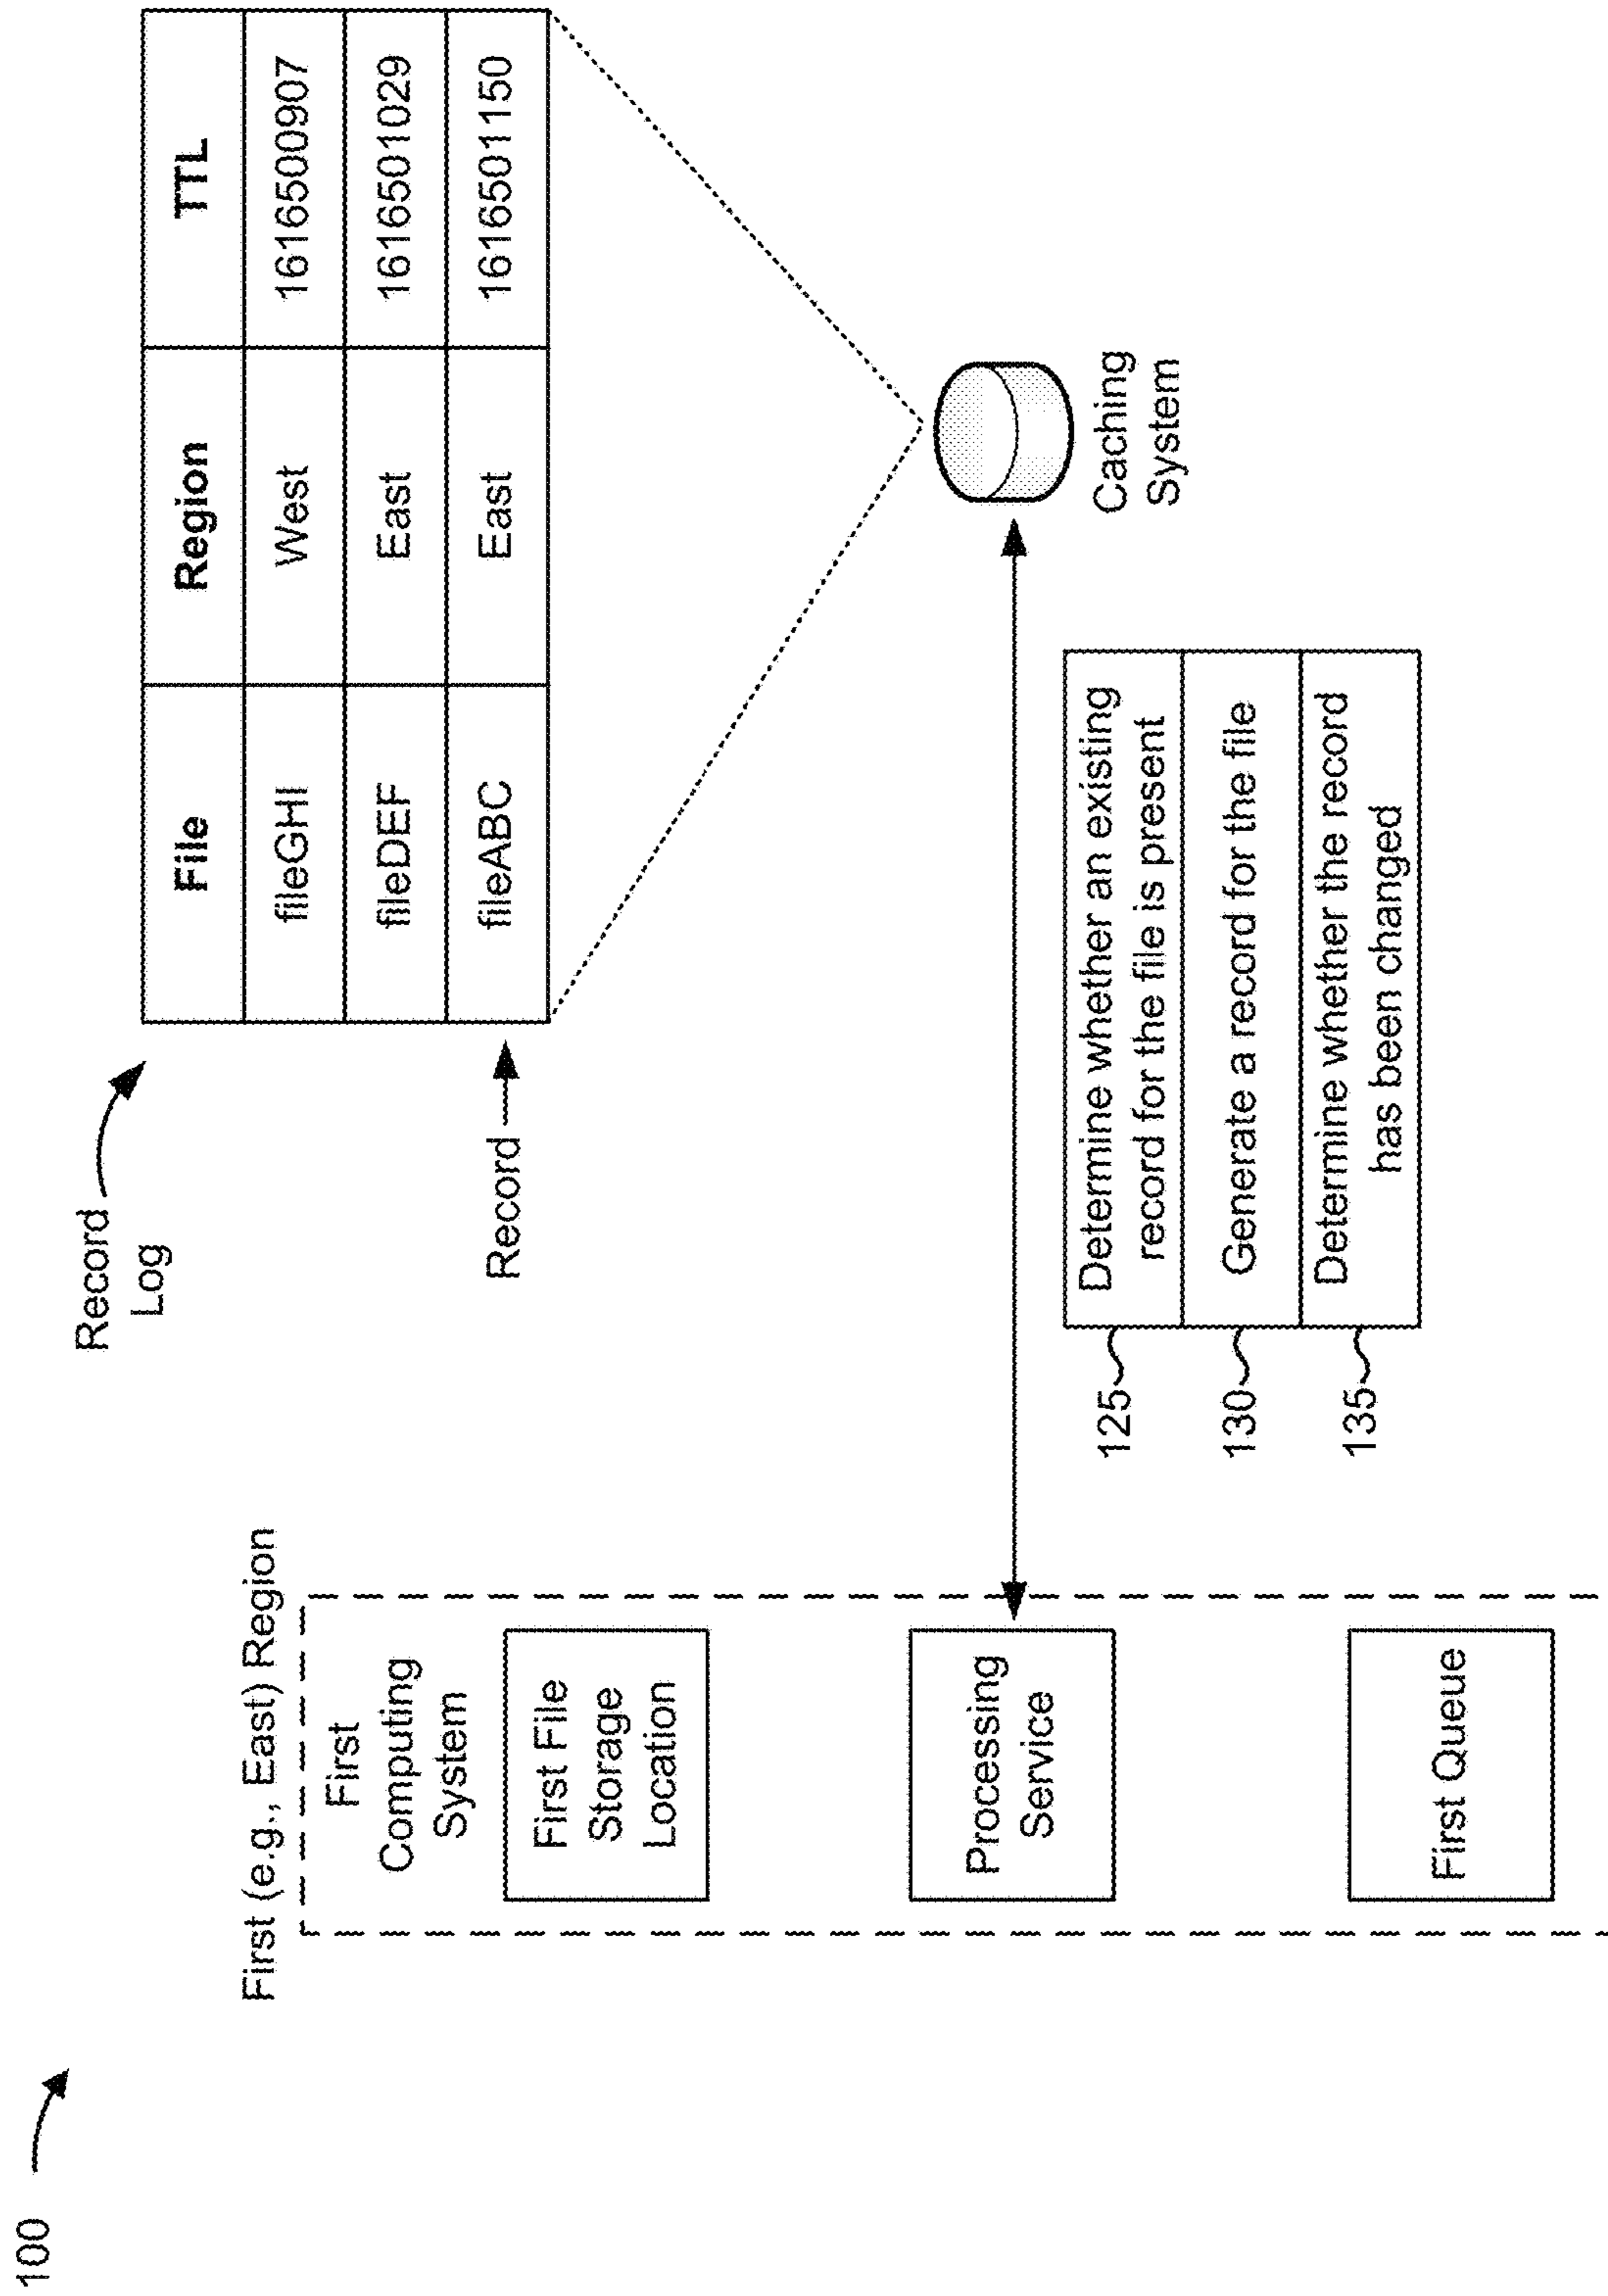 100
First (e.g., East) Region
First
Computing
System
First File
Storage
Location
Processing
Service
First Queue
Record
Log
Record
File Region TTL
fileGHI West 1616500907
fileDEF East 1616501029
fileABC East 1616501150
Caching
System
125
Determine whether an existing
record for the file is present
130
Generate a record for the file
135
Determine whether the record
has been changed